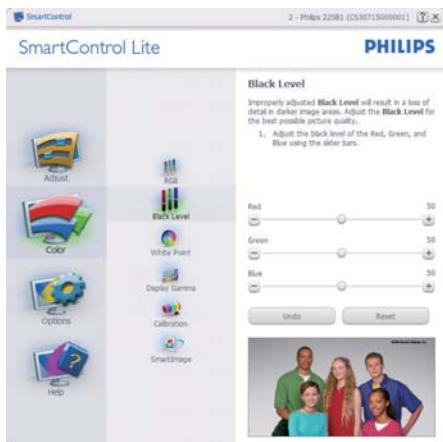 SmartControl
2 - Philips 225B1 (CS30715000001)
SmartControl Lite
PHILIPS
Adjust
Color
Options
Help
RGB
Black Level
White Point
Display Gamma
Calibration
SmartImage
Black Level
Improperly adjusted Black Level will result in a loss of
detail in darker image areas. Adjust the Black Level for
the best possible picture quality.
1. Adjust the black level of the Red, Green, and
Blue using the slider bars.
Red 50
Green 50
Blue 50
Undo Reset